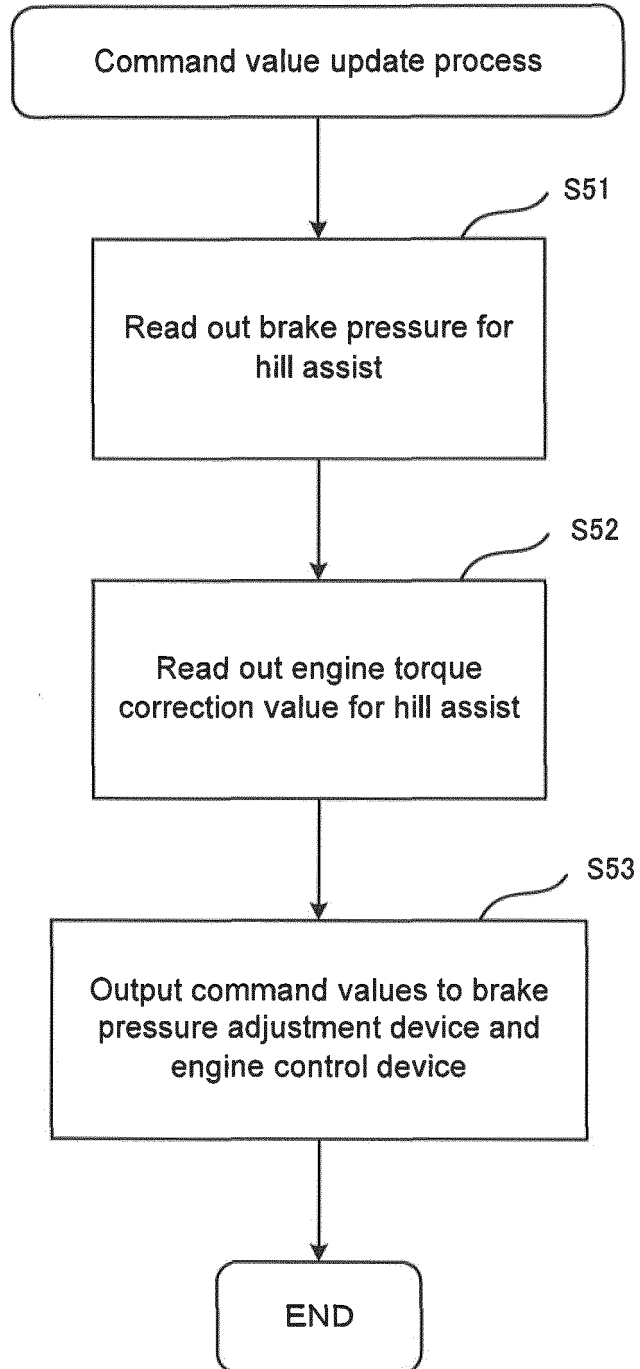 Command value update process
S51
Read out brake pressure for
hill assist
S52
Read out engine torque
correction value for hill assist
S53
Output command values to brake
pressure adjustment device and
engine control device
END